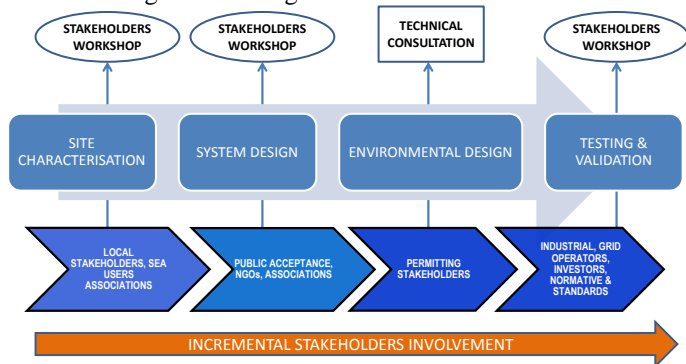 STAKEHOLDERS
WORKSHOP
STAKEHOLDERS
WORKSHOP
TECHNICAL
CONSULTATION
STAKEHOLDERS
WORKSHOP
SITE
CHARACTERISATION
SYSTEM DESIGN
ENVIRONMENTAL DESIGN
TESTING &
VALIDATION
LOCAL
STAKEHOLDERS, SEA
USERS
ASSOCIATIONS
PUBLIC ACCEPTANCE,
NGOs, ASSOCIATIONS
PERMITTING
STAKEHOLDERS
INDUSTRIAL, GRID
OPERATORS,
INVESTORS,
NORMATIVE &
STANDARDS
INCREMENTAL STAKEHOLDERS INVOLVEMENT